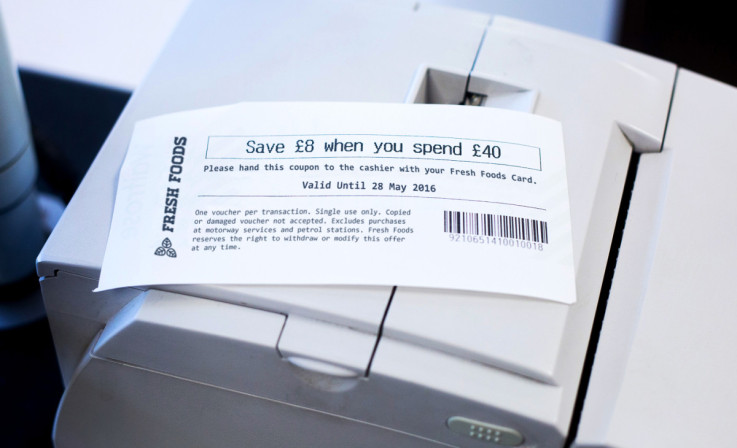 FRESH FOODS
Save £8 when you spend £40
Please hand this coupon to the cashier with your Fresh Foods Card.
Valid Until 28 May 2016
One voucher per transaction. Single use only. Copied
or damaged voucher not accepted. Excludes purchases
at motorway services and petrol stations. Fresh Foods
reserves the right to withdraw or modify this offer
at any time.
9210651410010018